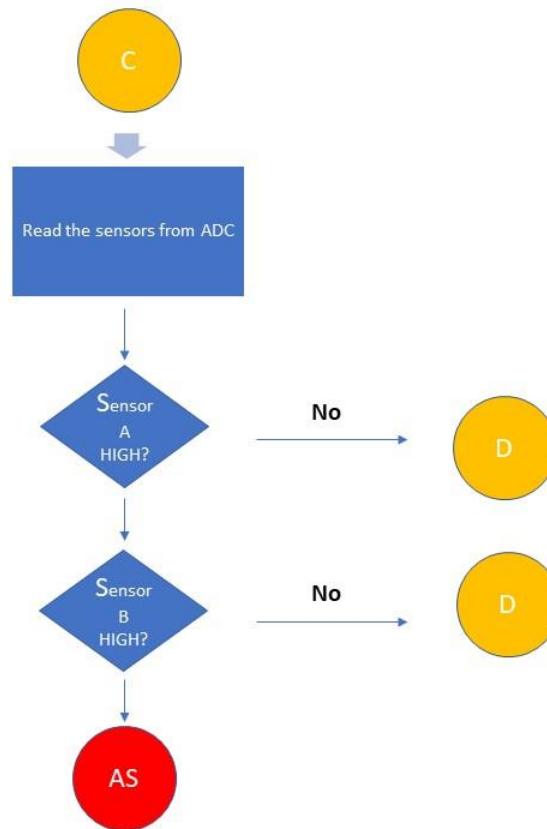 C
Read the sensors from ADC
Sensor
A
HIGH?
No
D
Sensor
B
HIGH?
No
D
AS